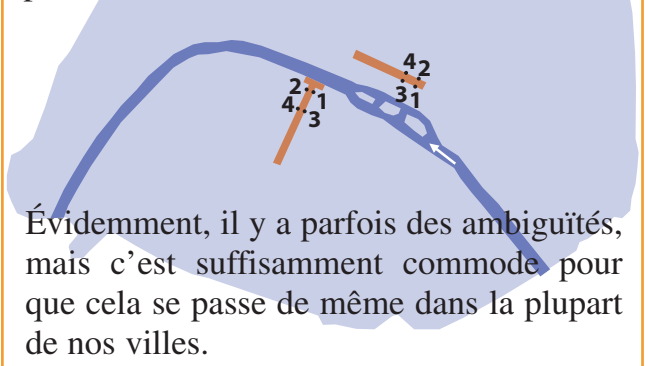 4 2
3 1
2 1
4 3
Évidemment, il y a parfois des ambiguïtés,
mais c’est suffisamment commode pour
que cela se passe de même dans la plupart
de nos villes.